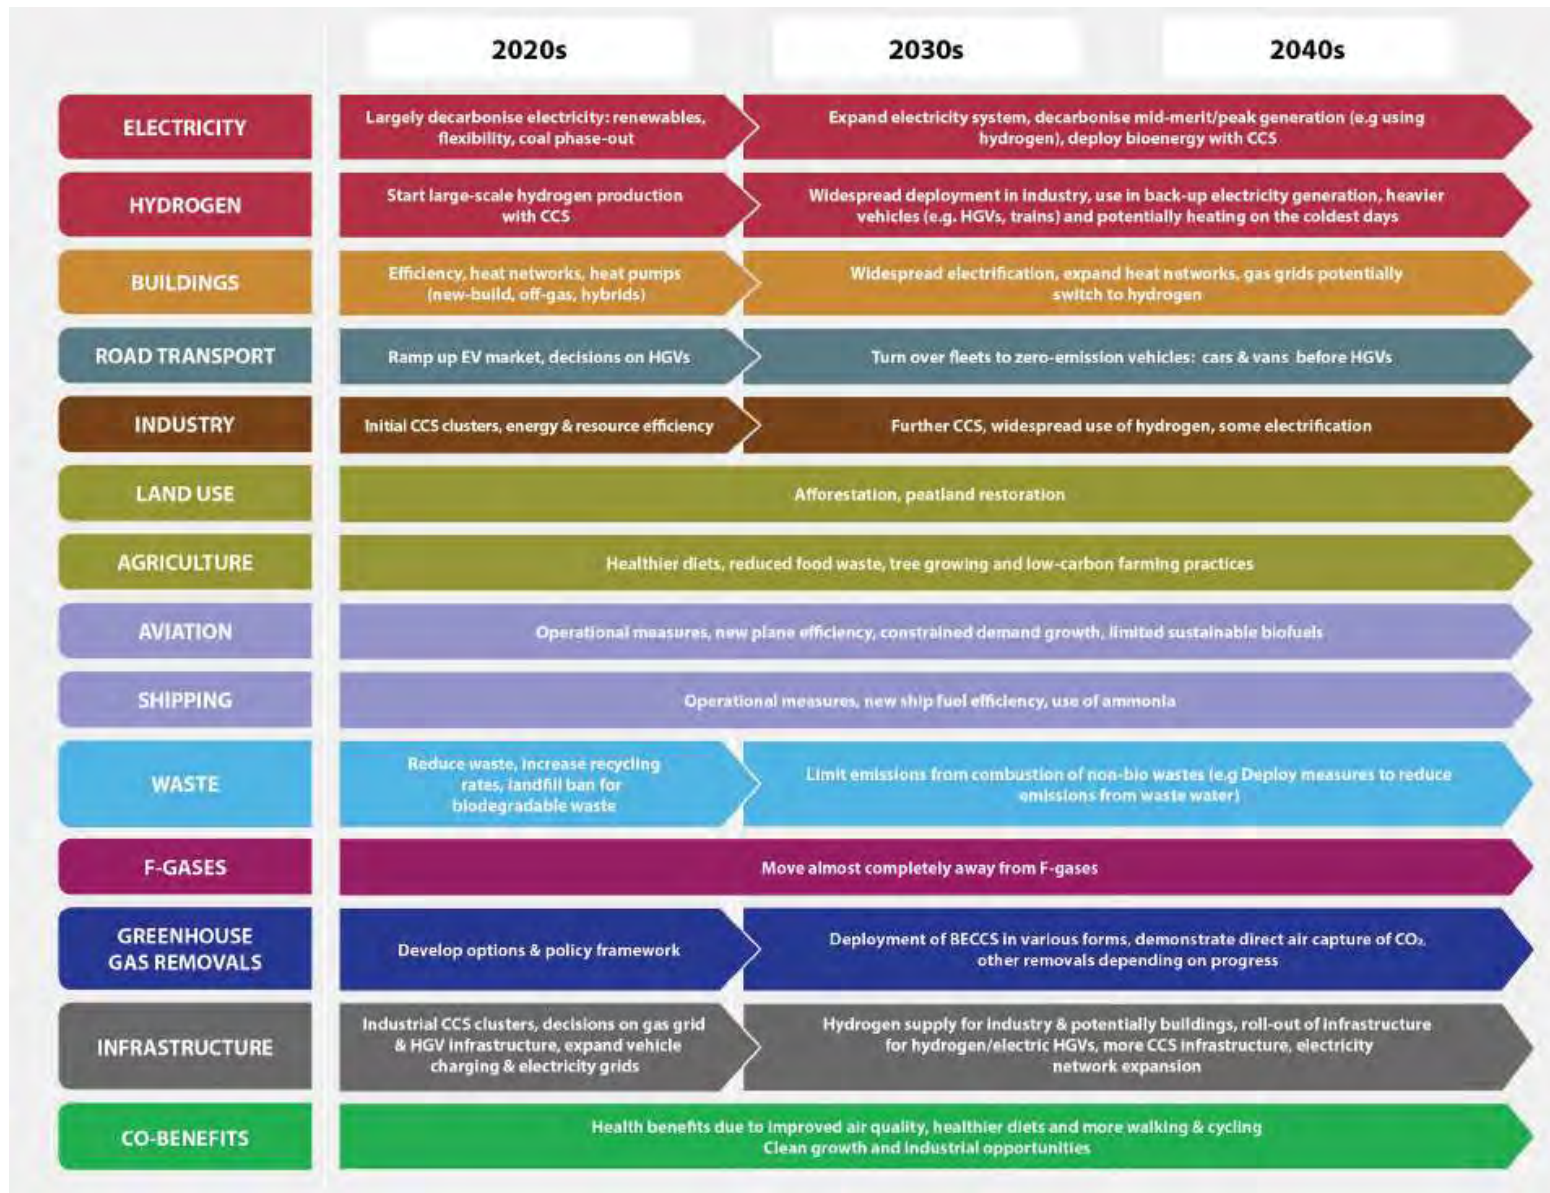 2020s
2030s
2040s
ELECTRICITY
Largely decarbonise electricity: renewables,
flexibility, coal phase-out
Expand electricity system, decarbonise mid-merit/peak generation (e.g using
hydrogen), deploy bioenergy with CCS
HYDROGEN
Start large-scale hydrogen production
with CCS
Widespread deployment in industry, use in back-up electricity generation, heavier
vehicles (e.g. HGVs, trains) and potentially heating on the coldest days
BUILDINGS
Efficiency, heat networks, heat pumps
(new-build, off-gas, hybrids)
Widespread electrification, expand heat networks, gas grids potentially
switch to hydrogen
ROAD TRANSPORT
Ramp up EV market, decisions on HGVs
Turn over fleets to zero-emission vehicles: cars & vans before HGVs
INDUSTRY
Initial CCS clusters, energy & resource efficiency
Further CCS, widespread use of hydrogen, some electrification
LAND USE
Afforestation, peatland restoration
AGRICULTURE
Healthier diets, reduced food waste, tree growing and low-carbon farming practices
AVIATION
Operational measures, new plane efficiency, constrained demand growth, limited sustainable biofuels
SHIPPING
Operational measures, new ship fuel efficiency, use of ammonia
WASTE
Reduce waste, increase recycling
rates, landfill ban for
biodegradable waste
Limit emissions from combustion of non-bio wastes (e.g Deploy measures to reduce
emissions from waste water)
F-GASES
Move almost completely away from F-gases
GREENHOUSE
GAS REMOVALS
Develop options & policy framework
Deployment of BECCS in various forms, demonstrate direct air capture of CO₂,
other removals depending on progress
INFRASTRUCTURE
Industrial CCS clusters, decisions on gas grid
& HGV infrastructure, expand vehicle
charging & electricity grids
Hydrogen supply for industry & potentially buildings, roll-out of infrastructure
for hydrogen/electric HGVs, more CCS infrastructure, electricity
network expansion
CO-BENEFITS
Health benefits due to improved air quality, healthier diets and more walking & cycling
Clean growth and industrial opportunities